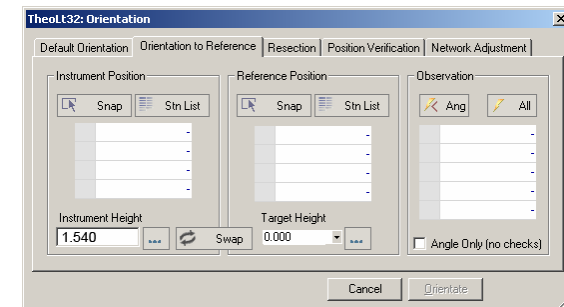 TheoLt32: Orientation
Default Orientation Orientation to Reference Resection Position Verification Network Adjustment
Instrument Position Reference Position Observation
Snap Stn List Snap Stn List Ang All
- - -
- - -
- - -
- - -
-
Instrument Height Target Height
1.540 ... Swap 0.000 ... Angle Only (no checks)
Cancel Orientate